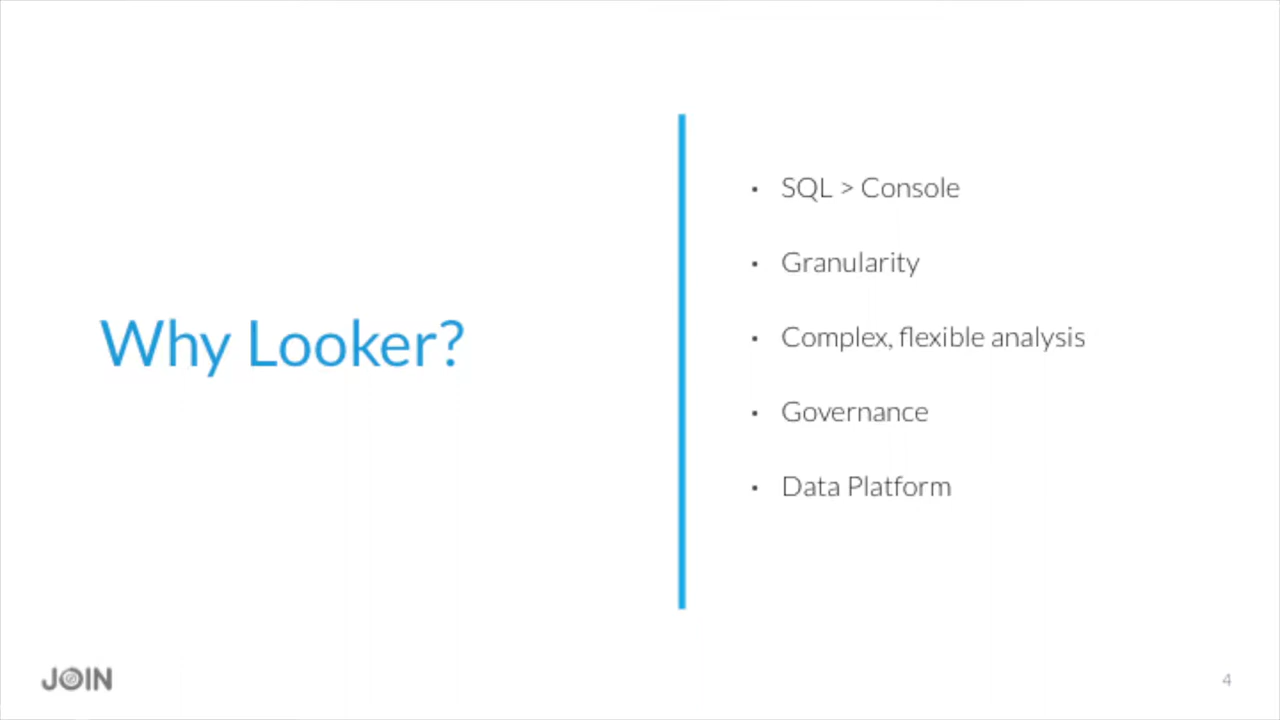 Why Looker?
• SQL > Console
• Granularity
• Complex, flexible analysis
• Governance
• Data Platform
JOIN
4